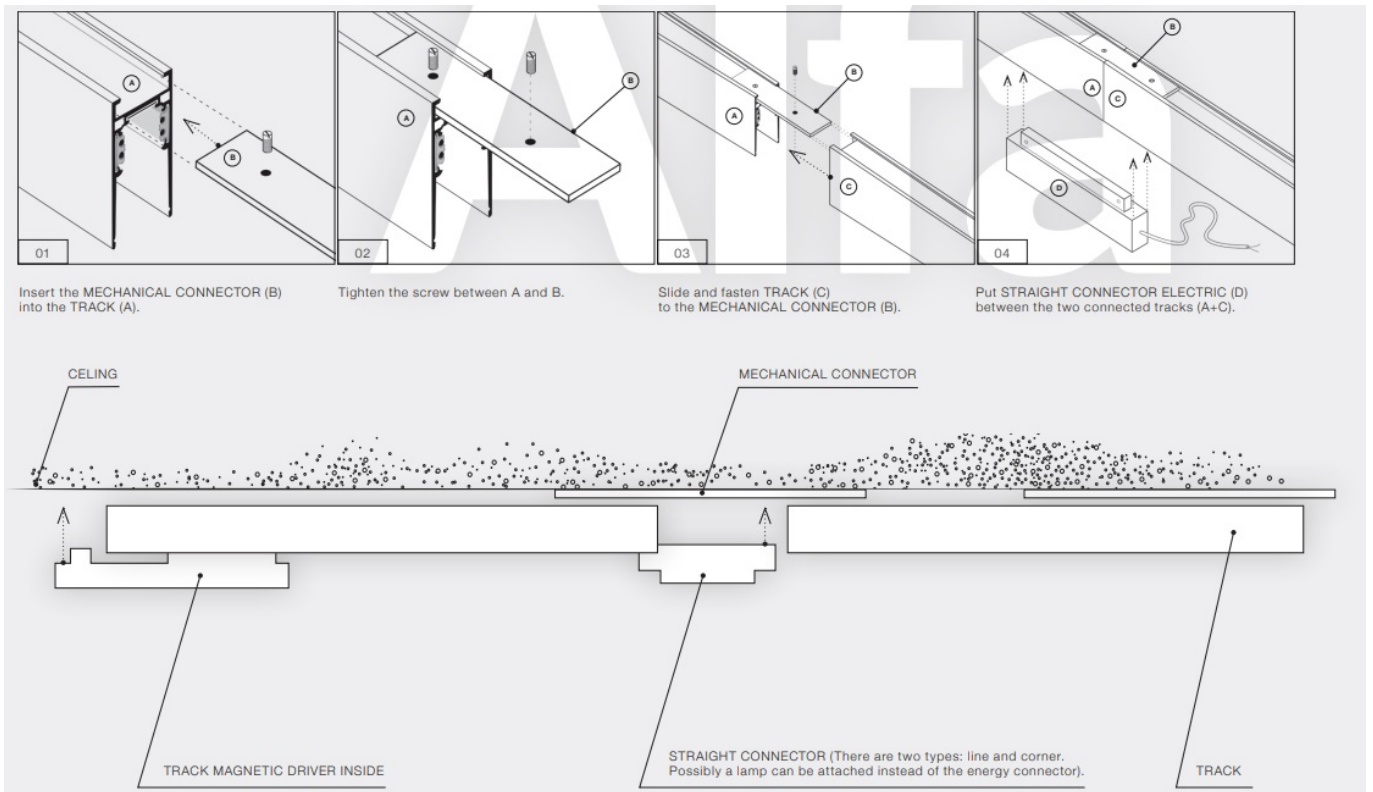 Alfa
A
B
01
A
B
02
A
B
C
03
B
A
C
D
04
Insert the MECHANICAL CONNECTOR (B)
into the TRACK (A).
Tighten the screw between A and B.
Slide and fasten TRACK (C)
to the MECHANICAL CONNECTOR (B).
Put STRAIGHT CONNECTOR ELECTRIC (D)
between the two connected tracks (A+C).
CELING
MECHANICAL CONNECTOR
TRACK MAGNETIC DRIVER INSIDE
STRAIGHT CONNECTOR (There are two types: line and corner.
Possibly a lamp can be attached instead of the energy connector).
TRACK